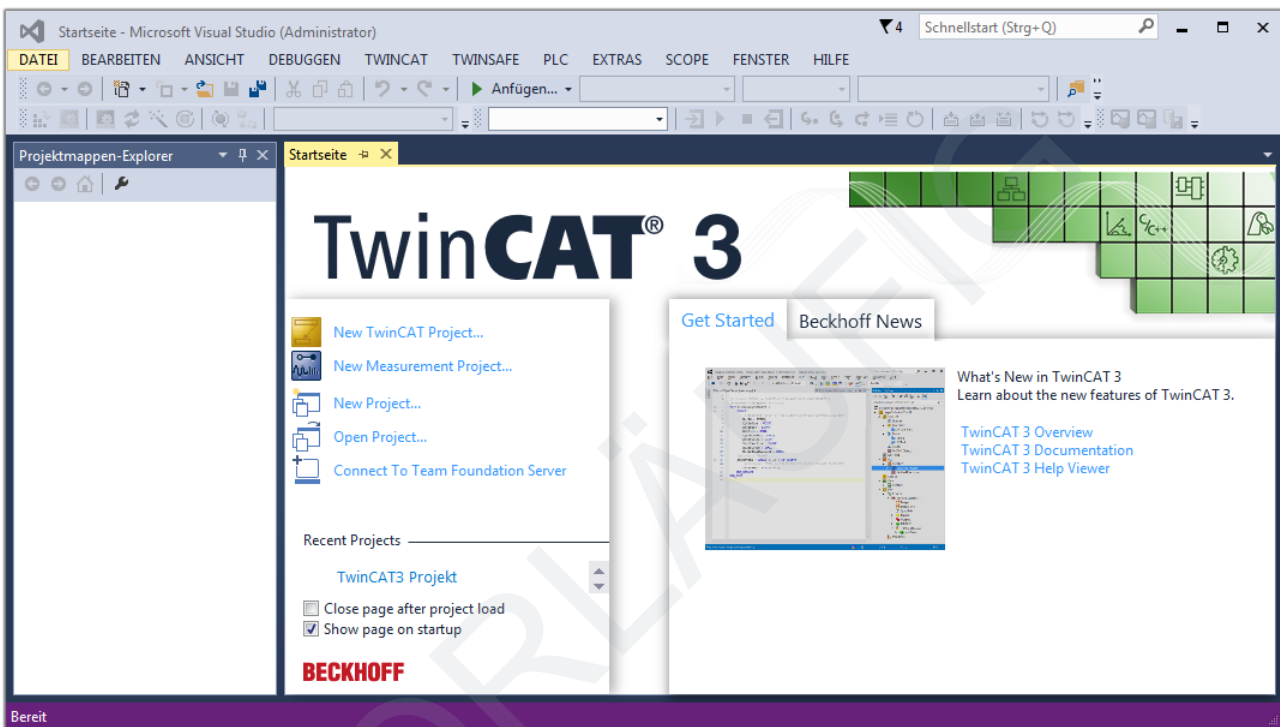 Startseite - Microsoft Visual Studio (Administrator)
4
Schnellstart (Strg+Q)
DATEI BEARBEITEN ANSICHT DEBUGGEN TWINCAT TWINSAFE PLC EXTRAS SCOPE FENSTER HILFE
Anfügen...
Projektmappen-Explorer
Startseite
TwinCAT® 3
C/C++
New TwinCAT Project...
New Measurement Project...
New Project...
Open Project...
Connect To Team Foundation Server
Recent Projects
TwinCAT3 Projekt
Close page after project load
Show page on startup
BECKHOFF
Get Started Beckhoff News
What's New in TwinCAT 3
Learn about the new features of TwinCAT 3.
TwinCAT 3 Overview
TwinCAT 3 Documentation
TwinCAT 3 Help Viewer
Bereit
ORLÄUFIG